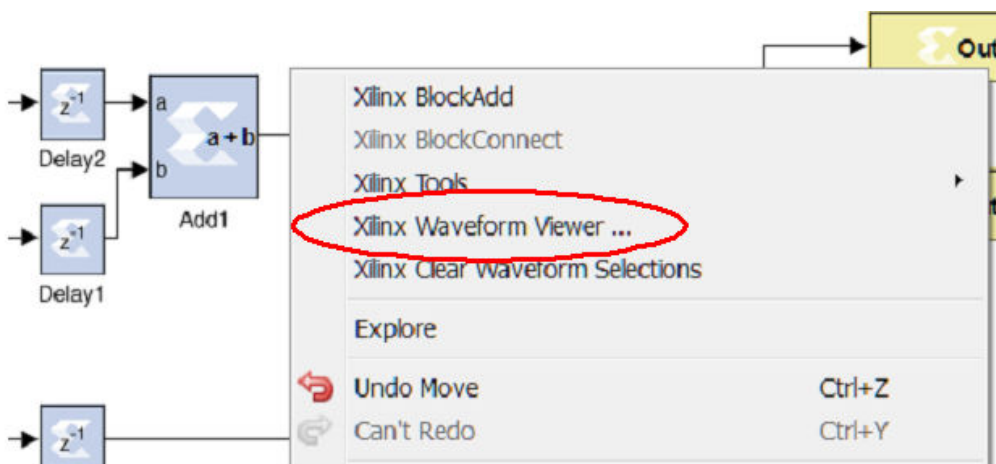 Out
z-1
a
a + b
b
Delay2
Add1
z-1
Delay1
z-1
Xilinx BlockAdd
Xilinx BlockConnect
Xilinx Tools
Xilinx Waveform Viewer ...
Xilinx Clear Waveform Selections
Explore
Undo Move Ctrl+Z
Can't Redo Ctrl+Y